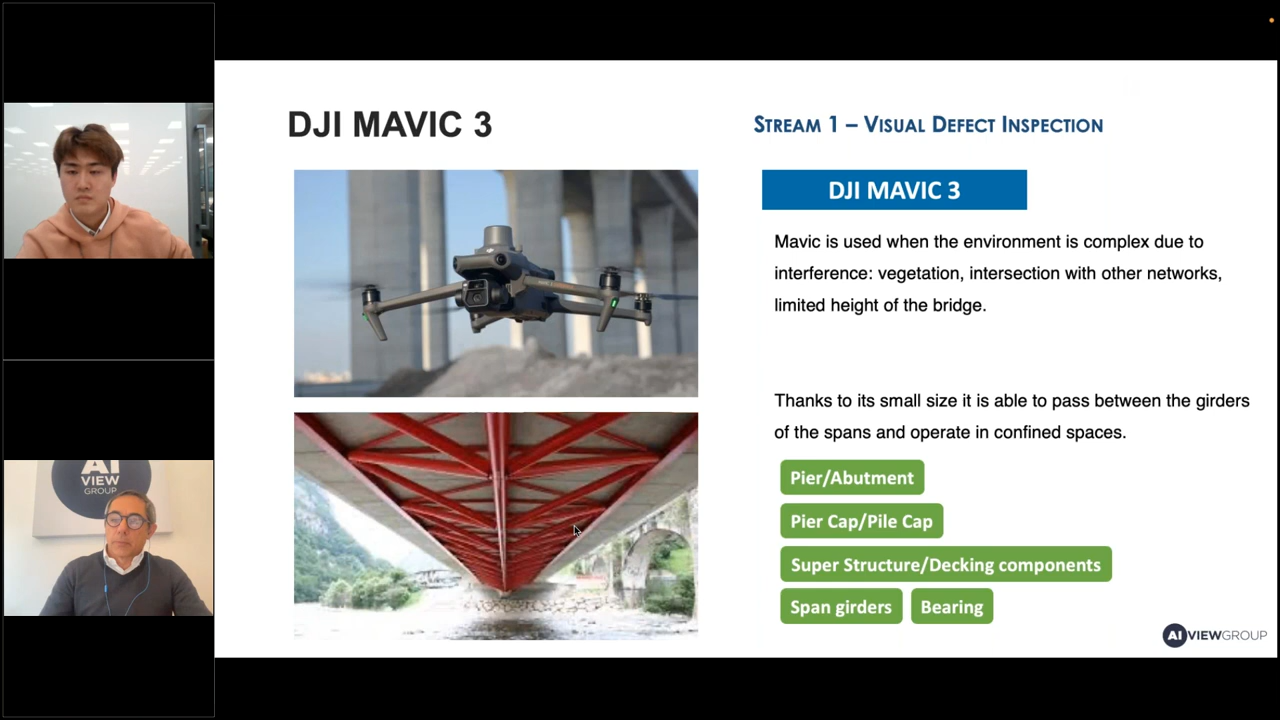 DJI MAVIC 3
STREAM 1 – VISUAL DEFECT INSPECTION
DJI MAVIC 3
Mavic is used when the environment is complex due to
interference: vegetation, intersection with other networks,
limited height of the bridge.
Thanks to its small size it is able to pass between the girders
of the spans and operate in confined spaces.
Pier/Abutment
Pier Cap/Pile Cap
Super Structure/Decking components
Span girders
Bearing
AIVIEWGROUP
AI
VIEW
GROUP